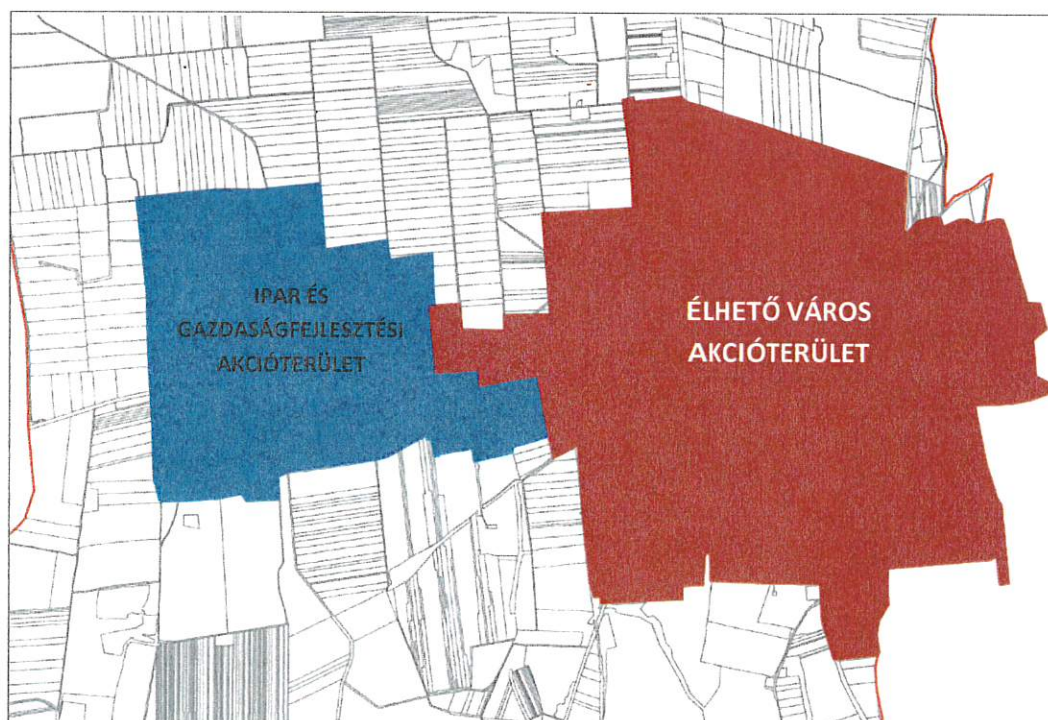 IPAR ÉS
GAZDASÁGFEJLESZTÉSI
AKCIÓTERÜLET
ÉLHETŐ VÁROS
AKCIÓTERÜLET